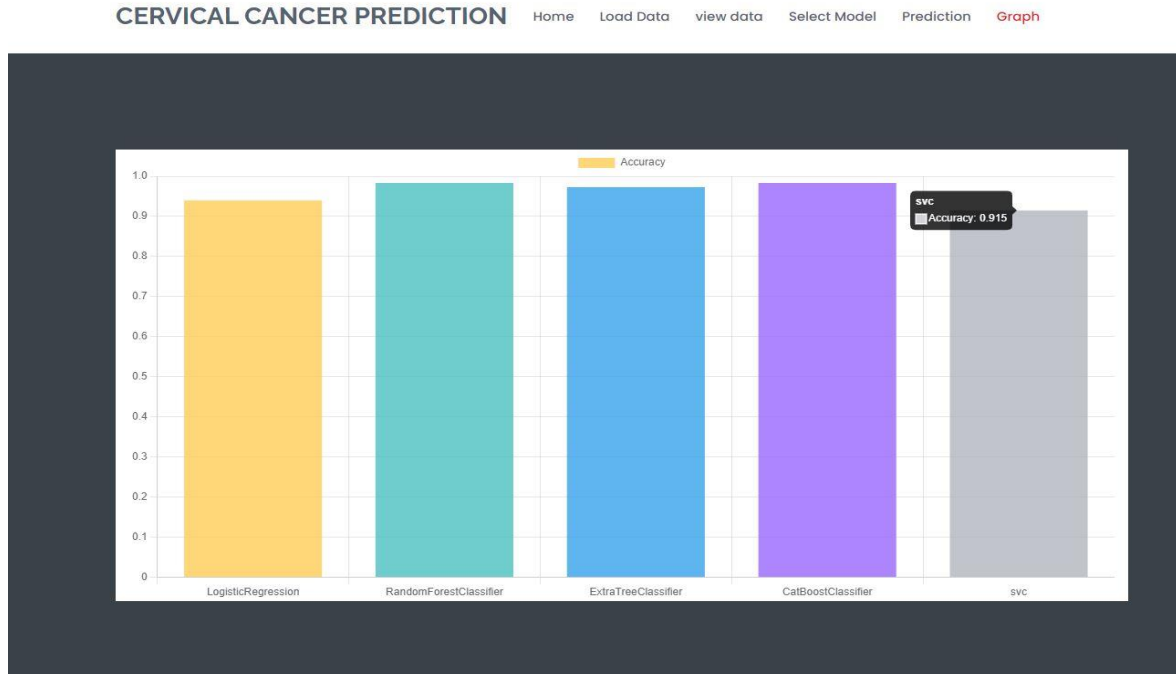 CERVICAL CANCER PREDICTION Home Load Data view data Select Model Prediction Graph
Accuracy
1.0
0.9
0.8
0.7
0.6
0.5
0.4
0.3
0.2
0.1
0
svc
Accuracy: 0.915
LogisticRegression RandomForestClassifier ExtraTreeClassifier CatBoostClassifier svc